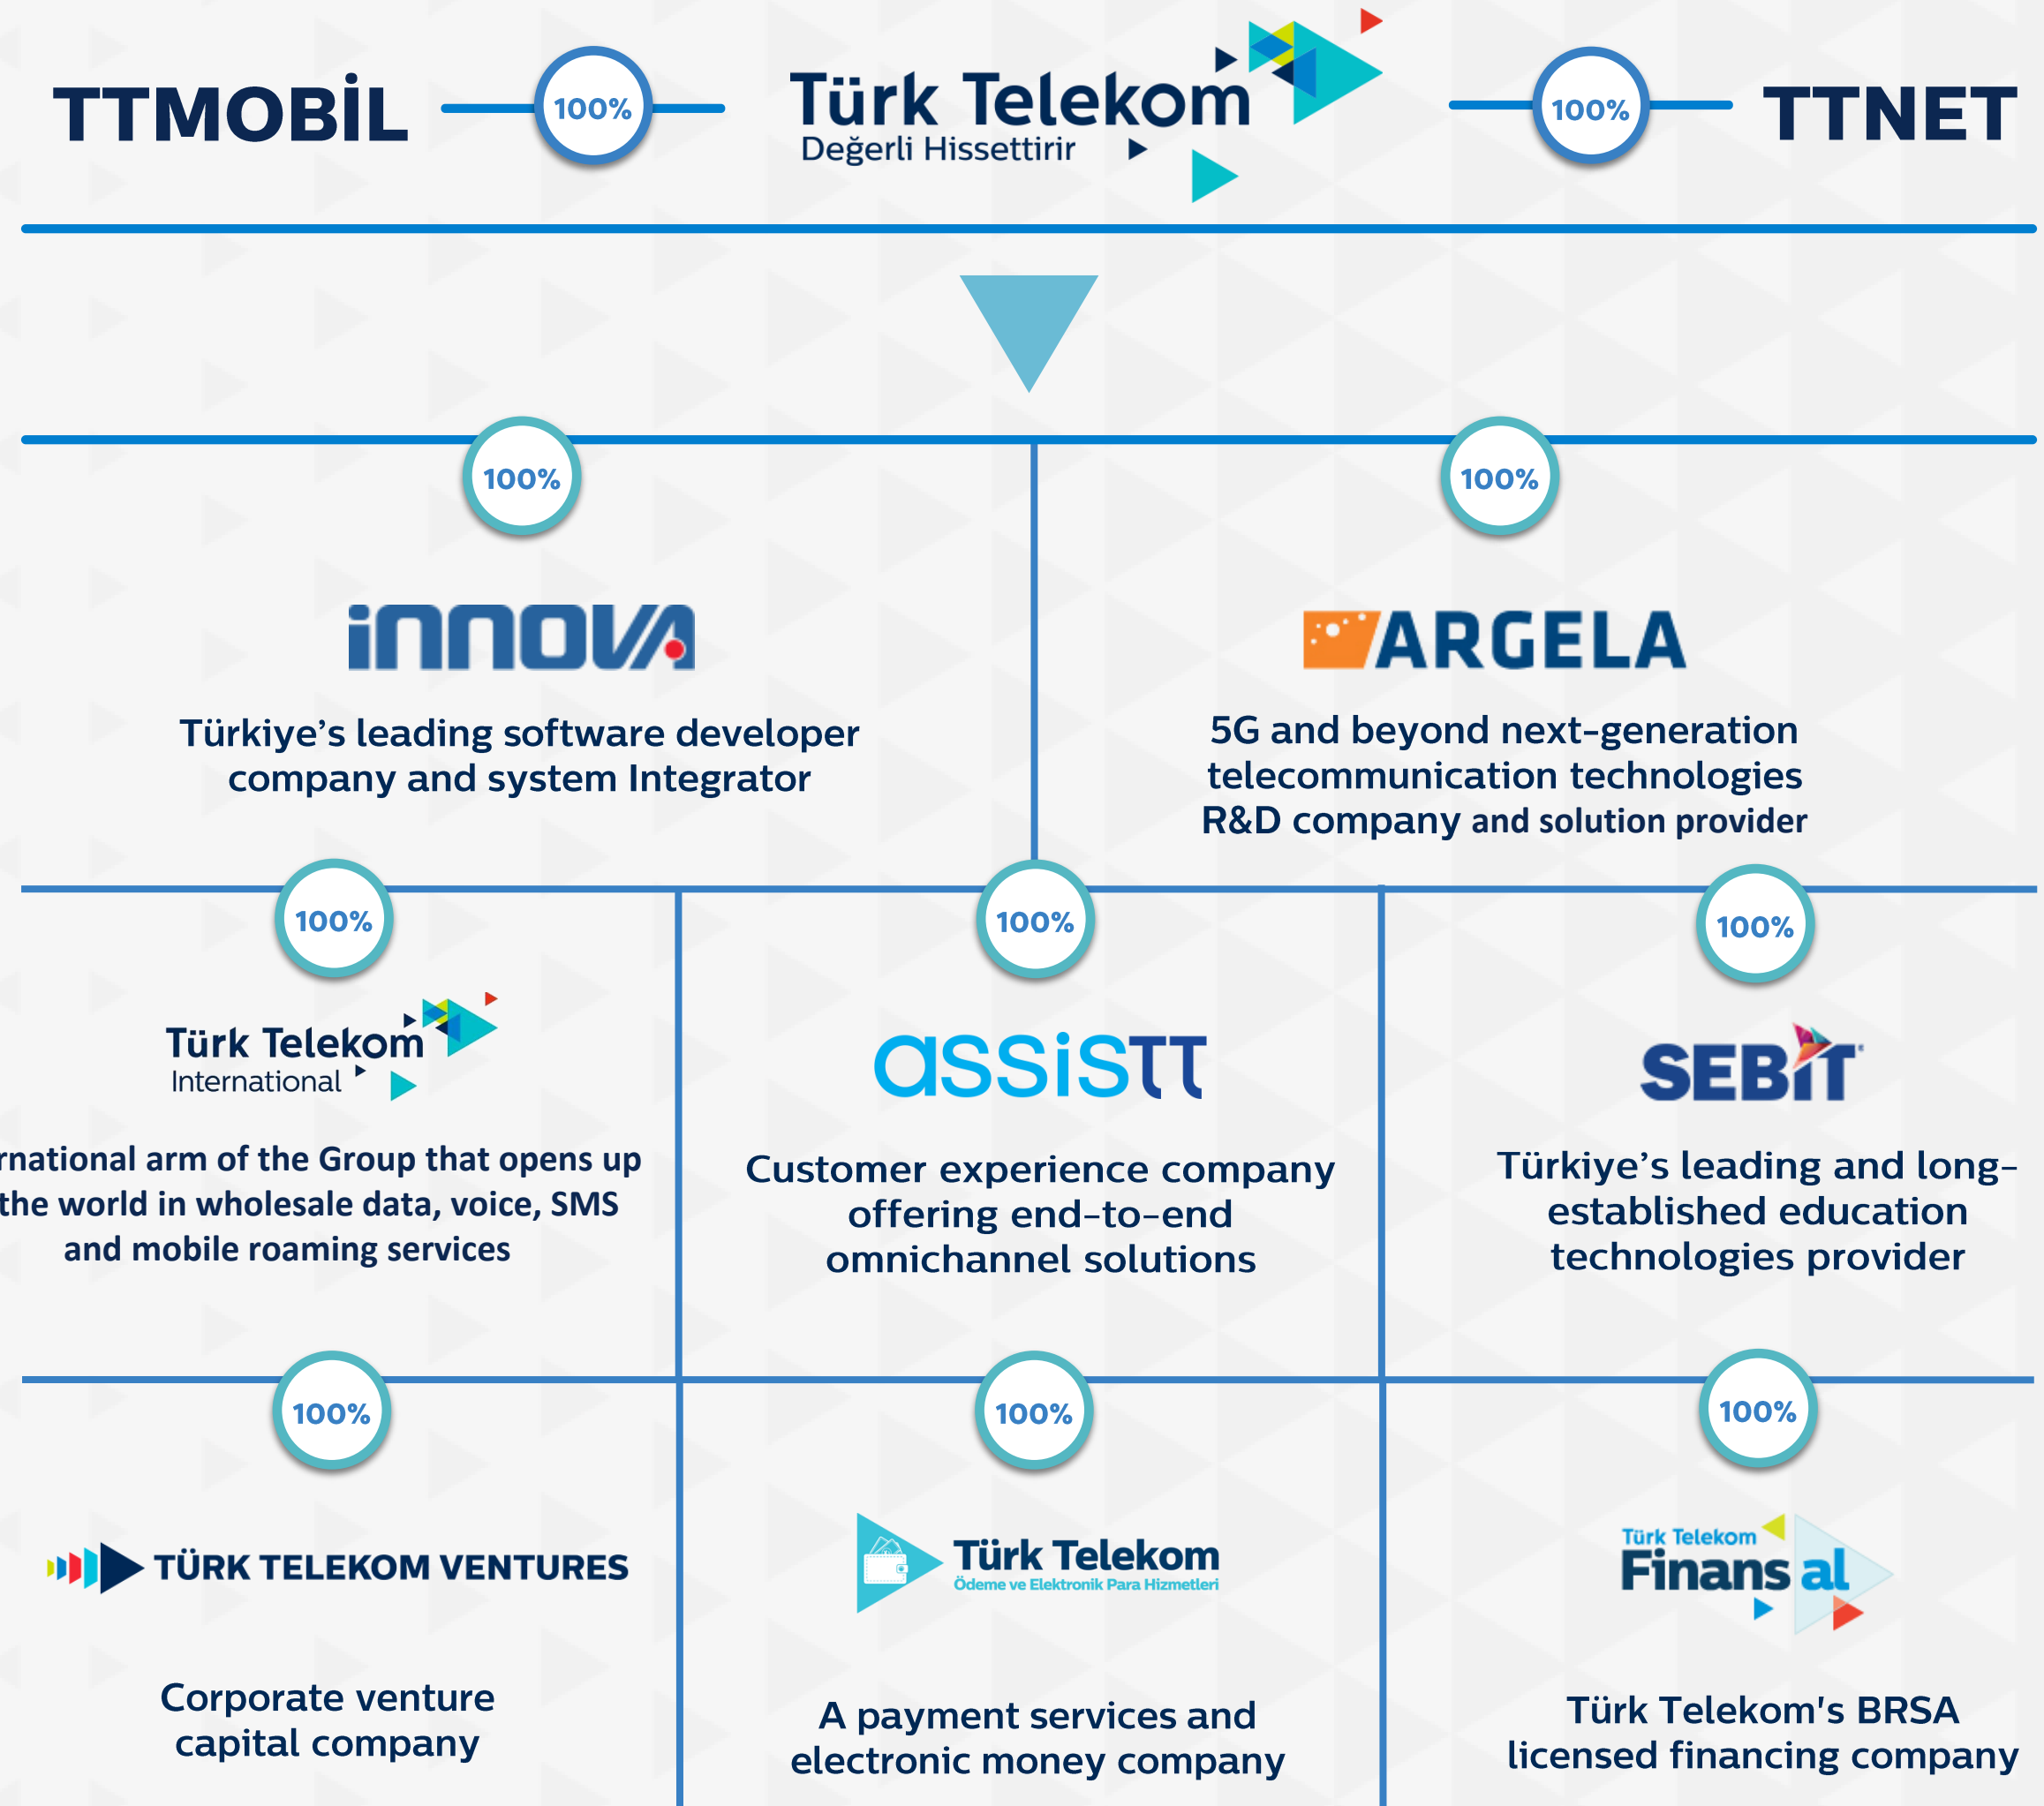 TTMOBİL
100%
Türk Telekom
Değerli Hissettirir
100%
TTNET
100%
100%
innova
ARGELA
Türkiye's leading software developer
company and system Integrator
5G and beyond next-generation
telecommunication technologies
R&D company and solution provider
100%
100%
100%
Türk Telekom
International
assisTT
SEBİT
arm of the Group that opens up
the world in wholesale data, voice, SMS
and mobile roaming services
Customer experience company
offering end-to-end
omnichannel solutions
Türkiye's leading and long-
established education
technologies provider
100%
100%
100%
TÜRK TELEKOM VENTURES
Türk Telekom
Ödeme ve Elektronik Para Hizmetleri
Türk Telekom
Finansal
Corporate venture
capital company
A payment services and
electronic money company
Türk Telekom's BRSA
licensed financing company